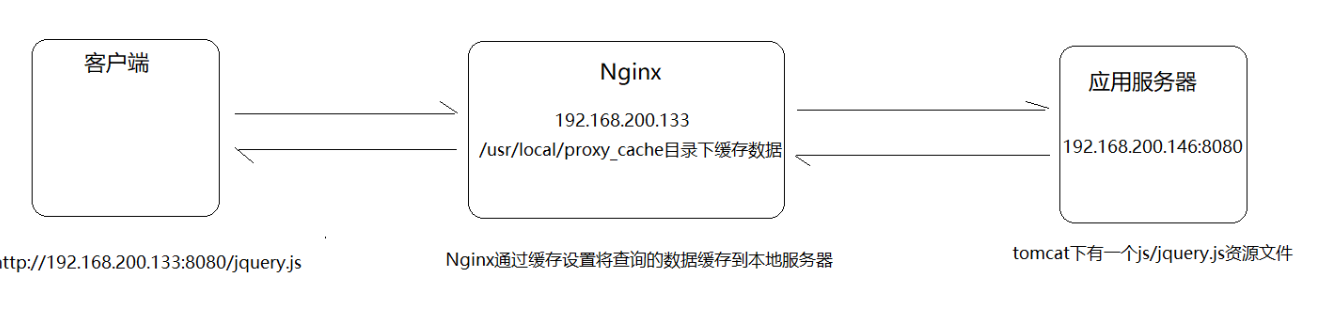 客户端
Nginx
192.168.200.133
/usr/local/proxy_cache目录下缓存数据
应用服务器
192.168.200.146:8080
ttp://192.168.200.133:8080/jquery.js
Nginx通过缓存设置将查询的数据缓存到本地服务器
tomcat下有一个js/jquery.js资源文件